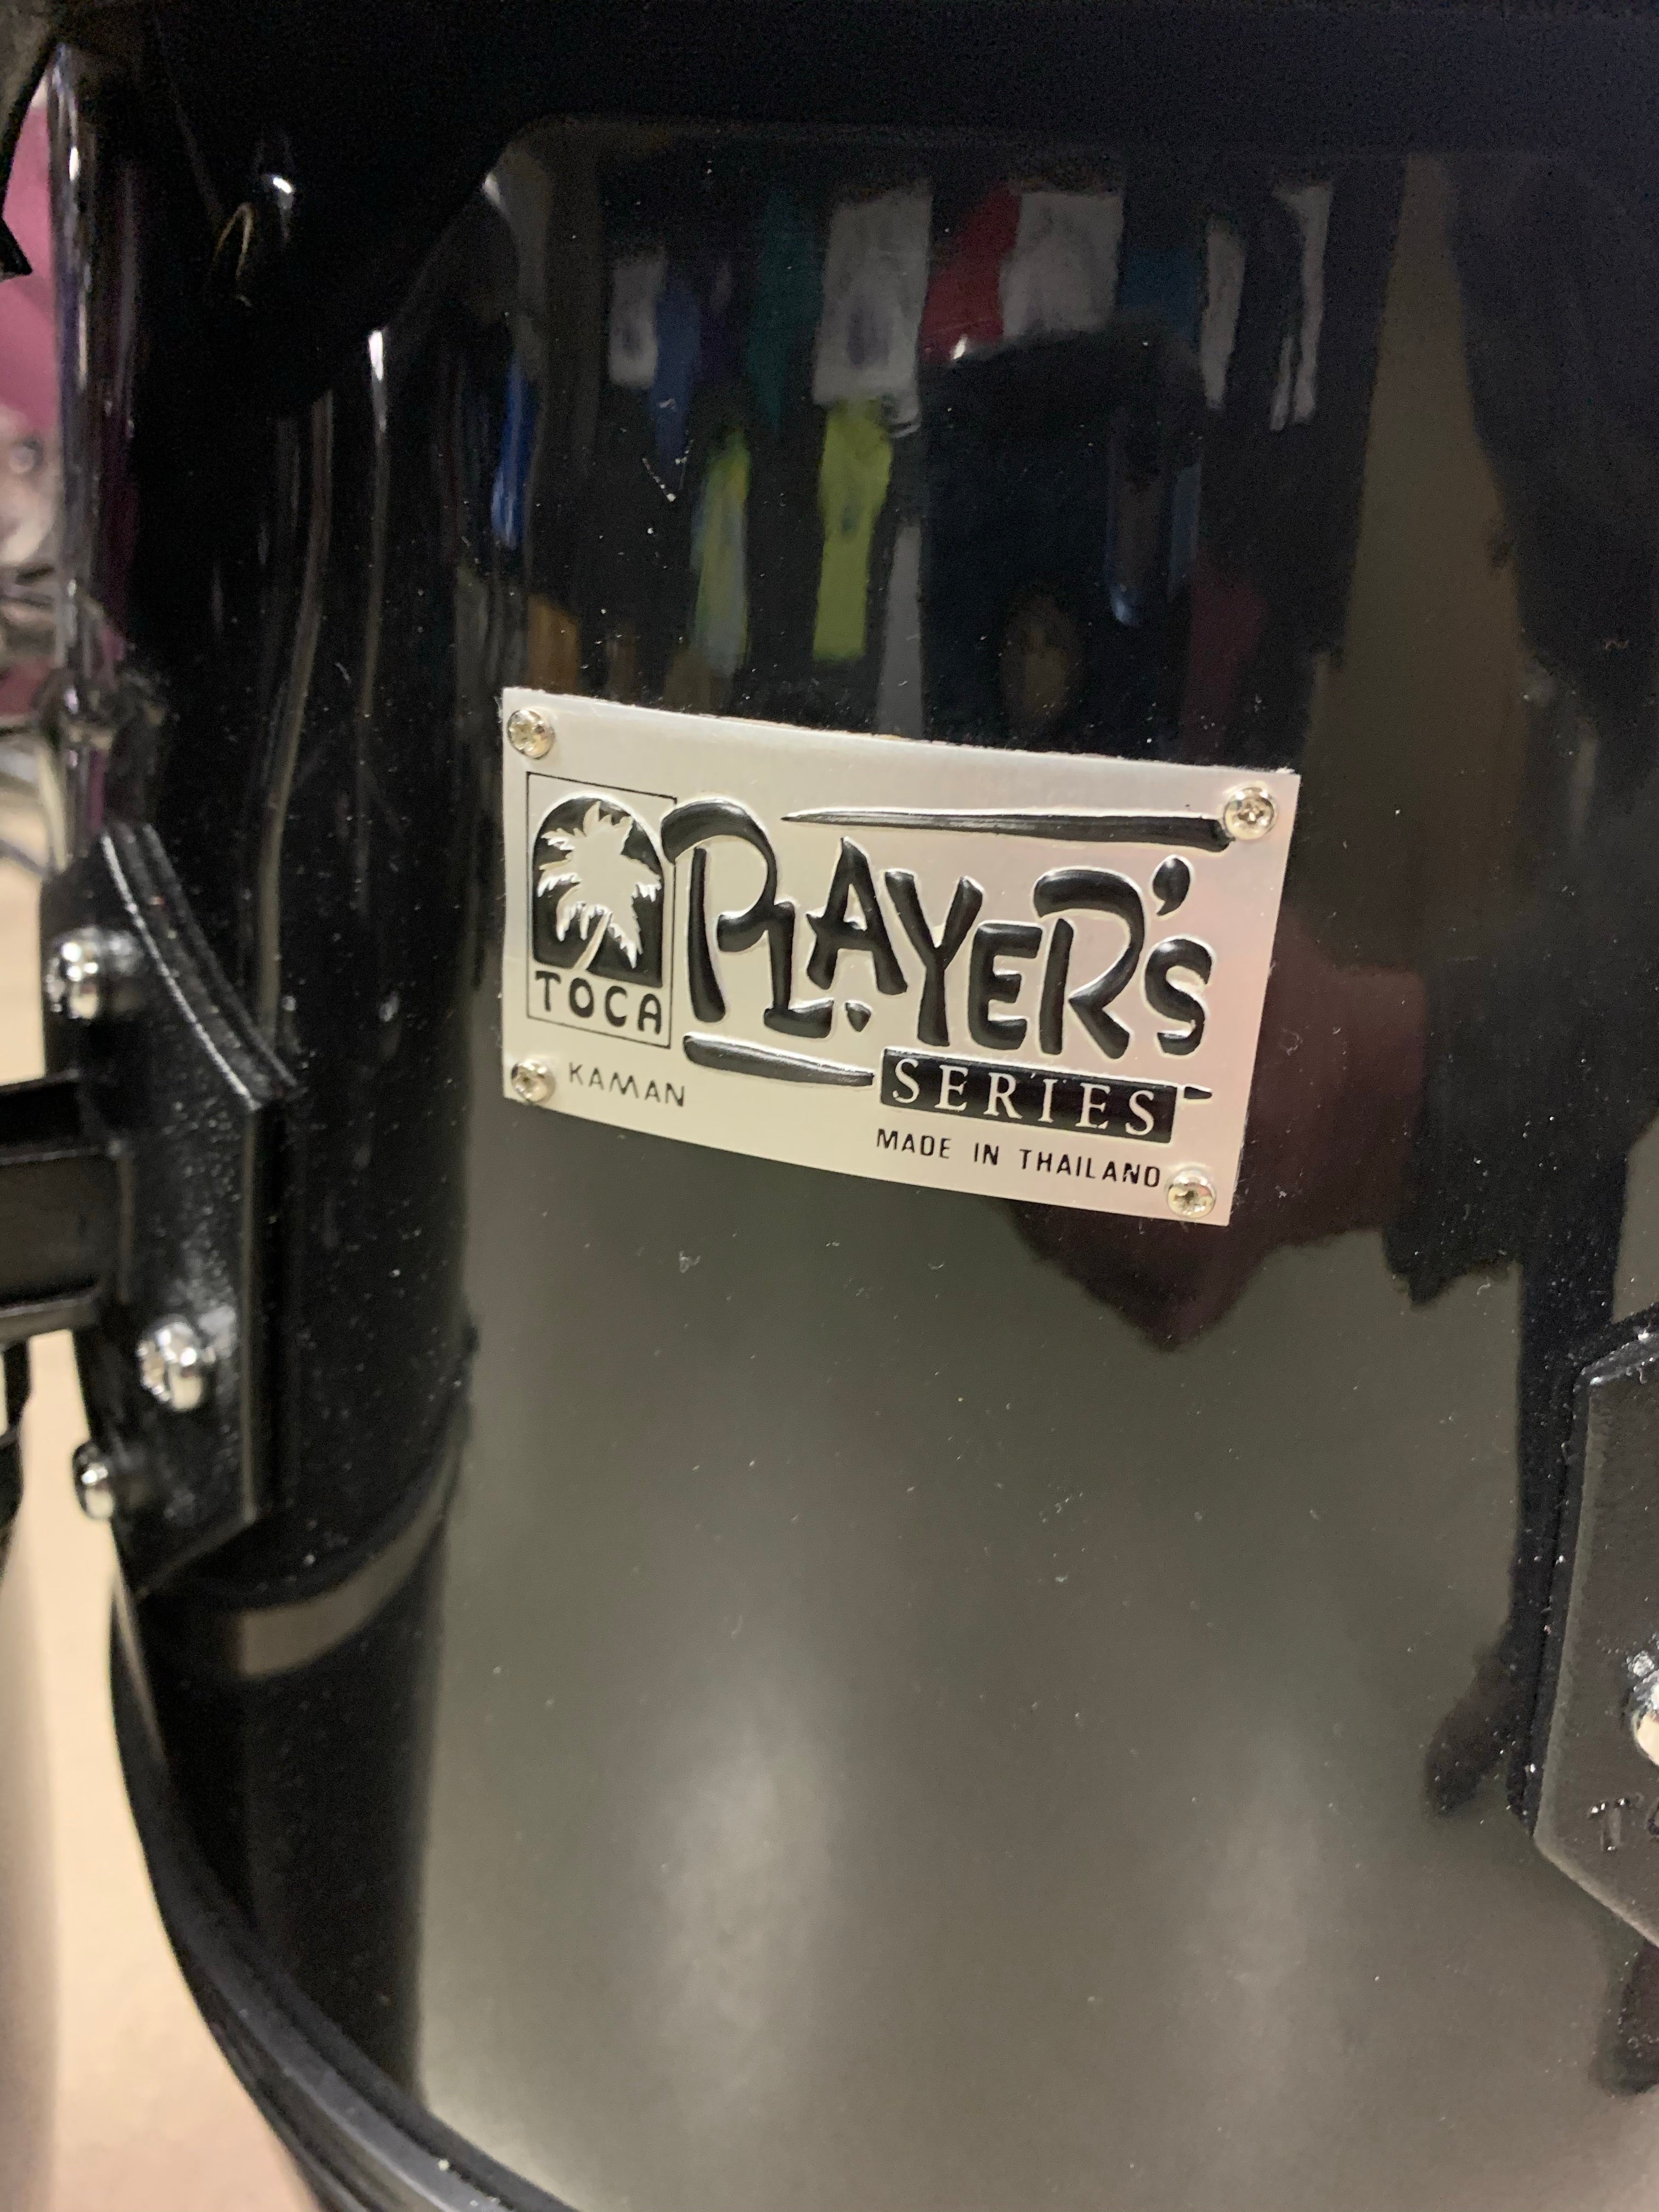 TOCA
PLAYER'S
SERIES
KAMAN
MADE IN THAILAND